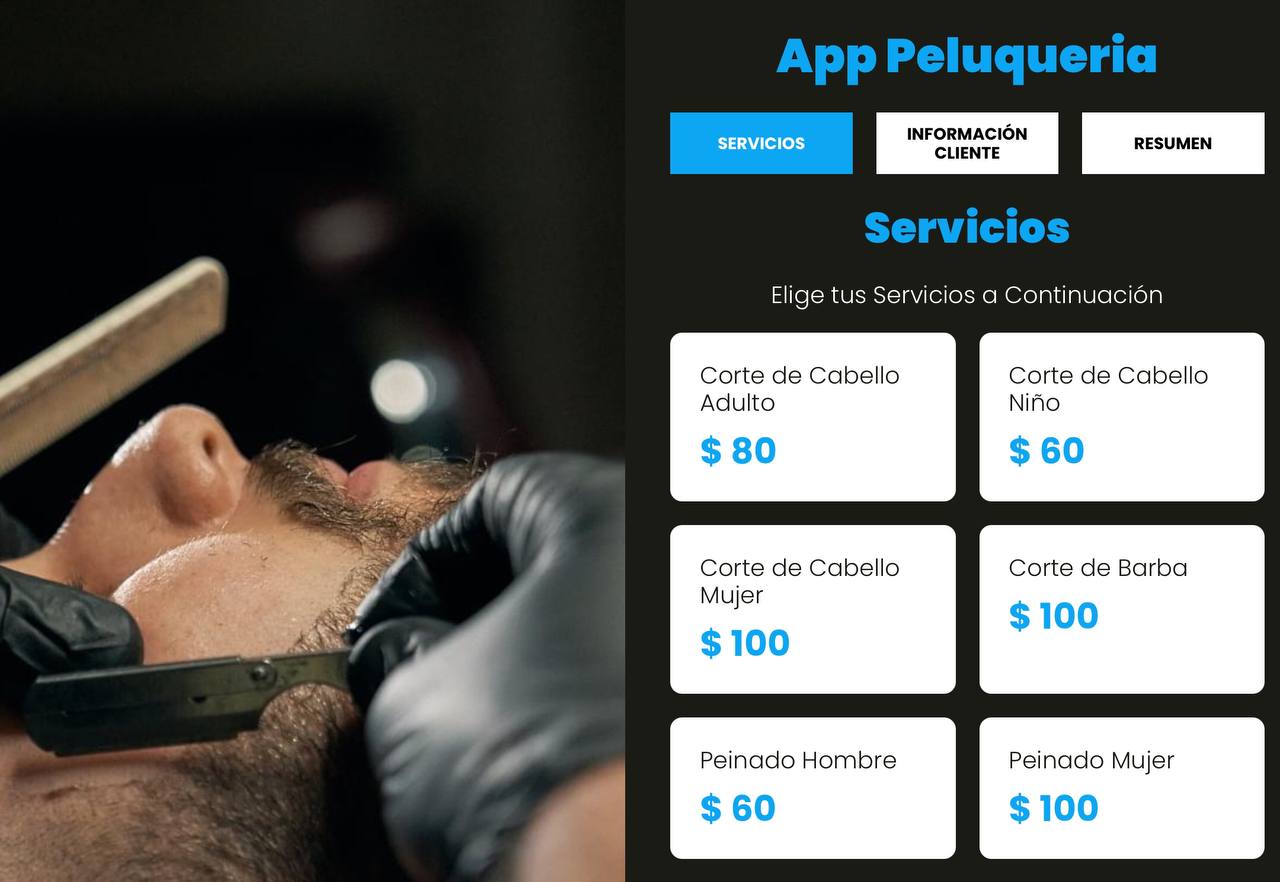 App Peluqueria
SERVICIOS
INFORMACIÓN
CLIENTE
RESUMEN
Servicios
Elige tus Servicios a Continuación
Corte de Cabello
Adulto
$ 80
Corte de Cabello
Niño
$ 60
Corte de Cabello
Mujer
$ 100
Corte de Barba
$ 100
Peinado Hombre
$ 60
Peinado Mujer
$ 100